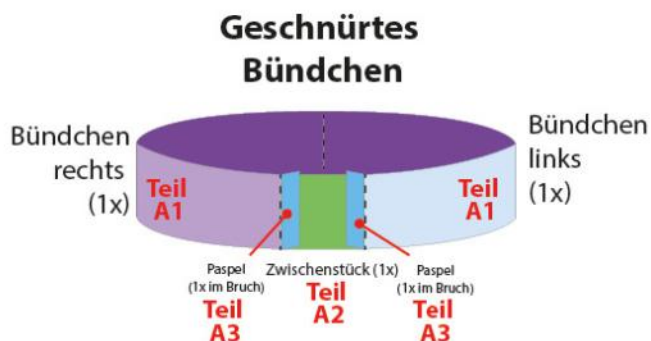 Geschnürtes
Bündchen
Bündchen
rechts
(1x)
Teil
A1
Bündchen
links
(1x)
Teil
A1
Paspel
(1x im Bruch)
Teil
A3
Zwischenstück (1x)
Teil
A2
Paspel
(1x im Bruch)
Teil
A3